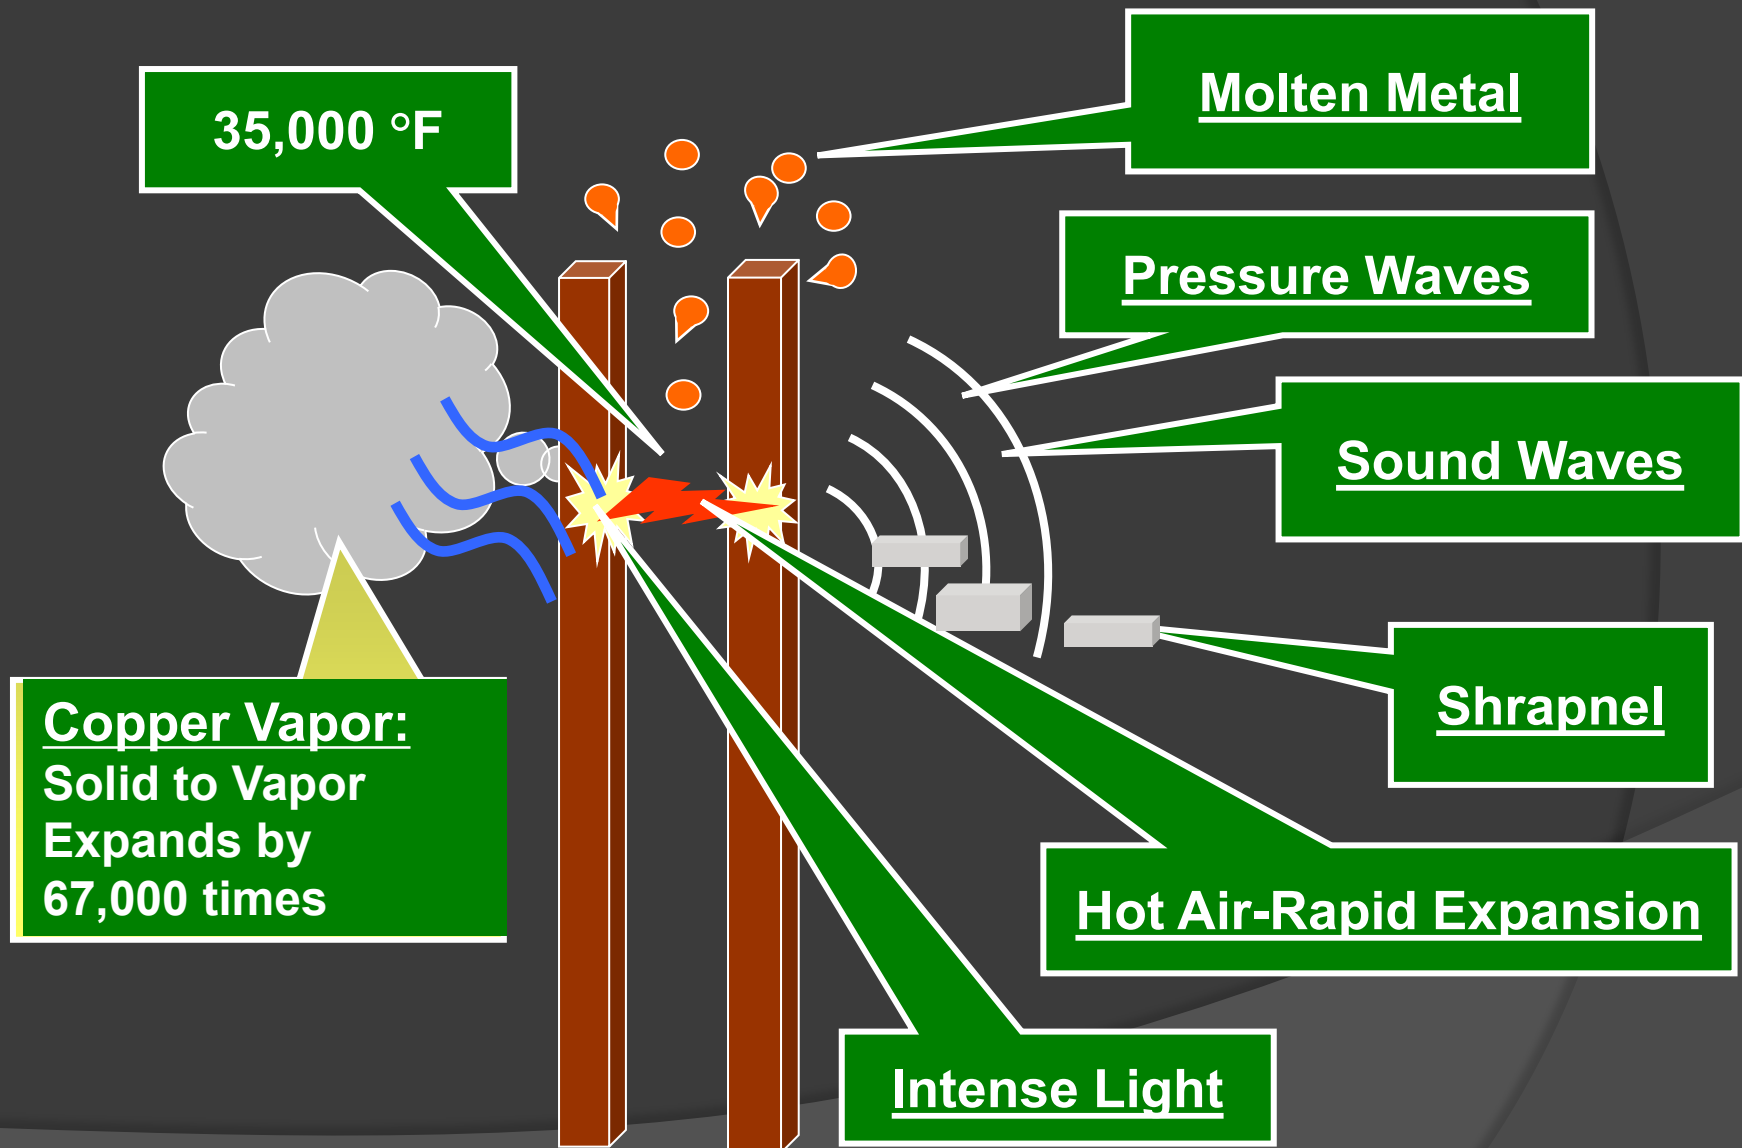 35,000 °F
Molten Metal
Pressure Waves
Sound Waves
Shrapnel
Copper Vapor:
Solid to Vapor
Expands by
67,000 times
Hot Air-Rapid Expansion
Intense Light